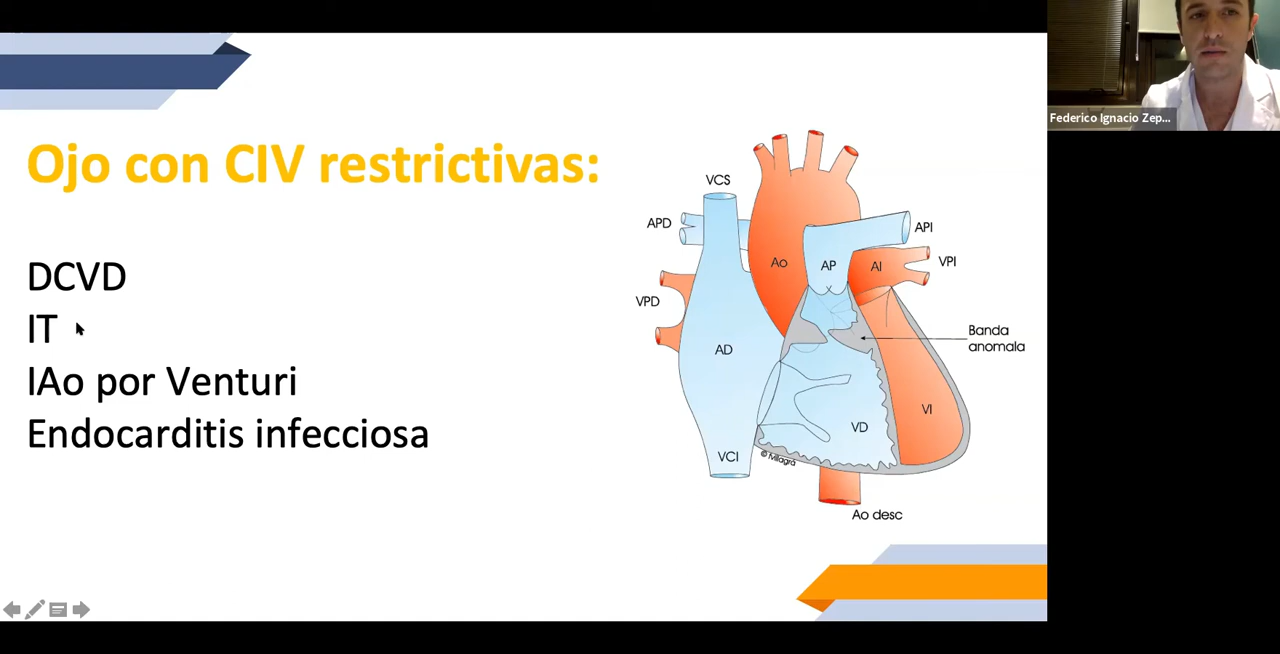 Ojo con CIV restrictivas:
DCVD
IT
IAo por Venturi
Endocarditis infecciosa
VCS
APD
API
Ao
AP
AI
VPI
VPD
AD
Banda
anomala
VI
VD
VCI
© Milagra
Ao desc
Federico Ignacio Zep...